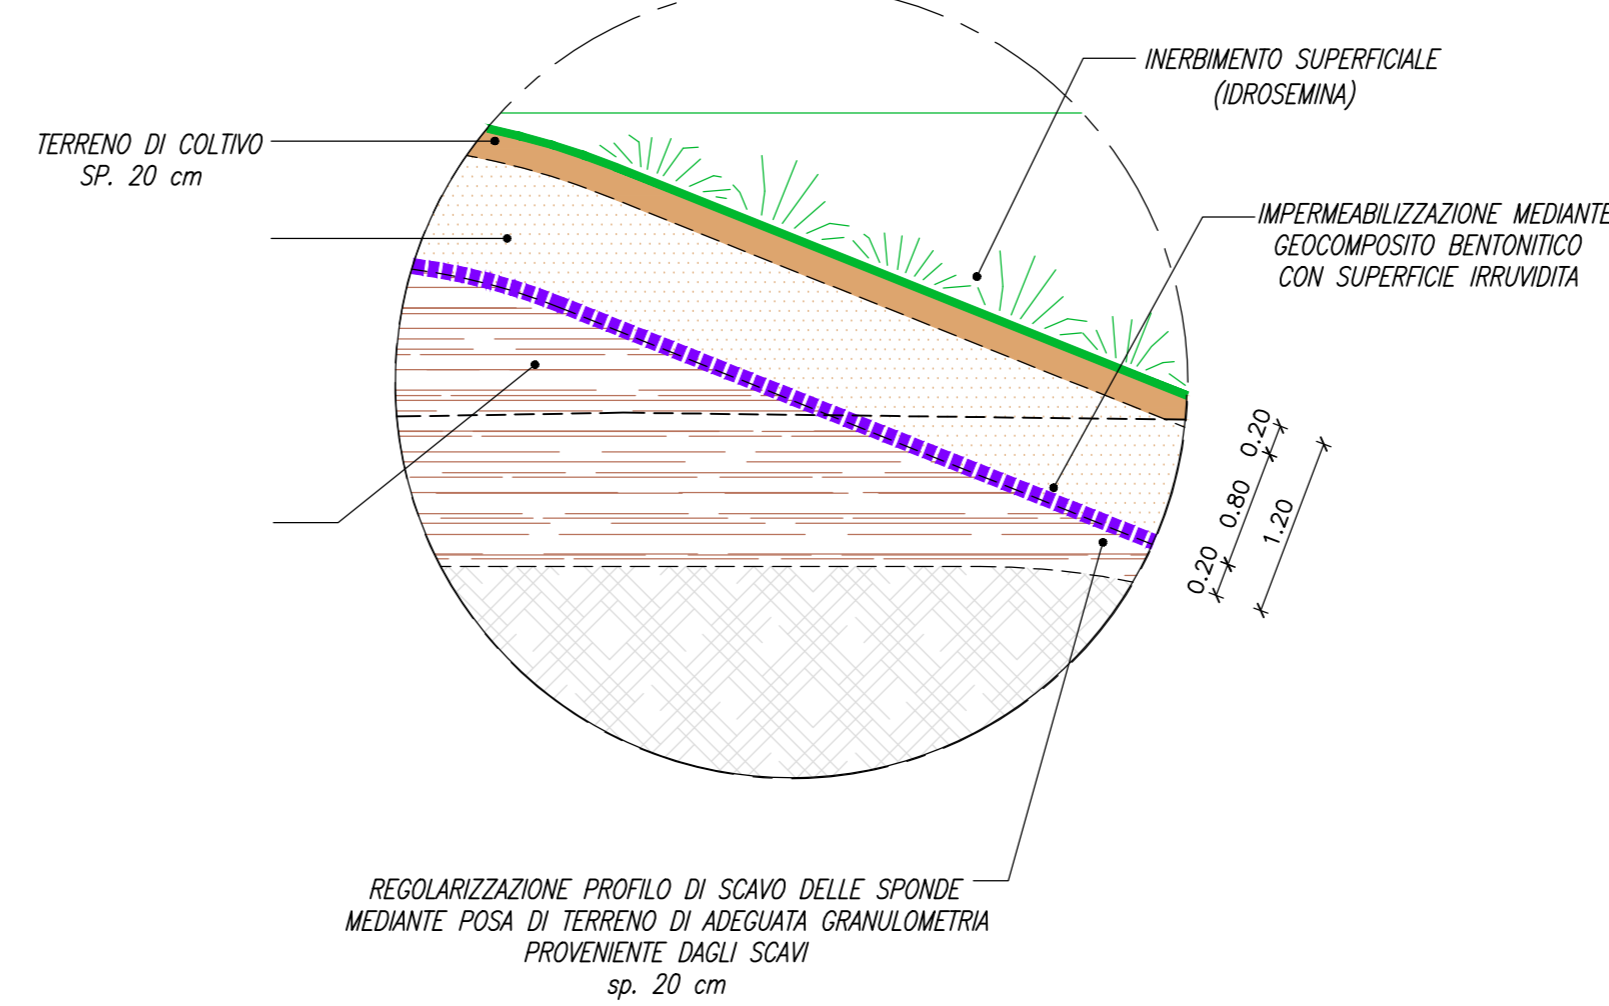 INERBIMENTO SUPERFICIALE
(IDROSEMINA)
TERRENO DI COLTIVO
SP. 20 cm
IMPERMEABILIZZAZIONE MEDIANTE
GEOCOMPOSITO BENTONITICO
CON SUPERFICIE IRRUVIDITA
0.20
0.80
0.20
1.20
REGOLARIZZAZIONE PROFILO DI SCAVO DELLE SPONDE
MEDIANTE POSA DI TERRENO DI ADEGUATA GRANULOMETRIA
PROVENIENTE DAGLI SCAVI
sp. 20 cm